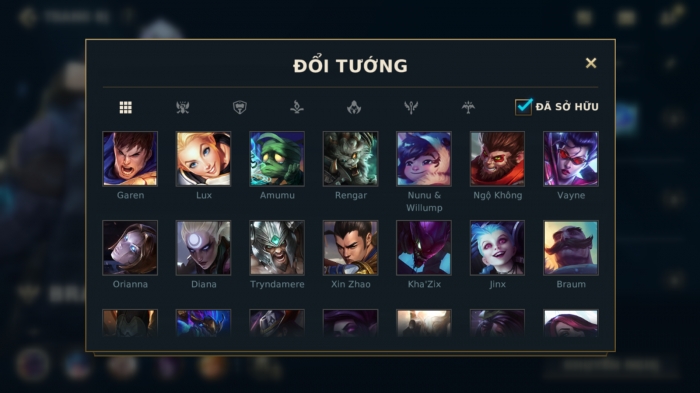 ĐỔI TƯỚNG
ĐÃ SỞ HỮU
Garen Lux Amumu Rengar Nunu & Willump Ngộ Không Vayne
Orianna Diana Tryndamere Xin Zhao Kha'Zix Jinx Braum